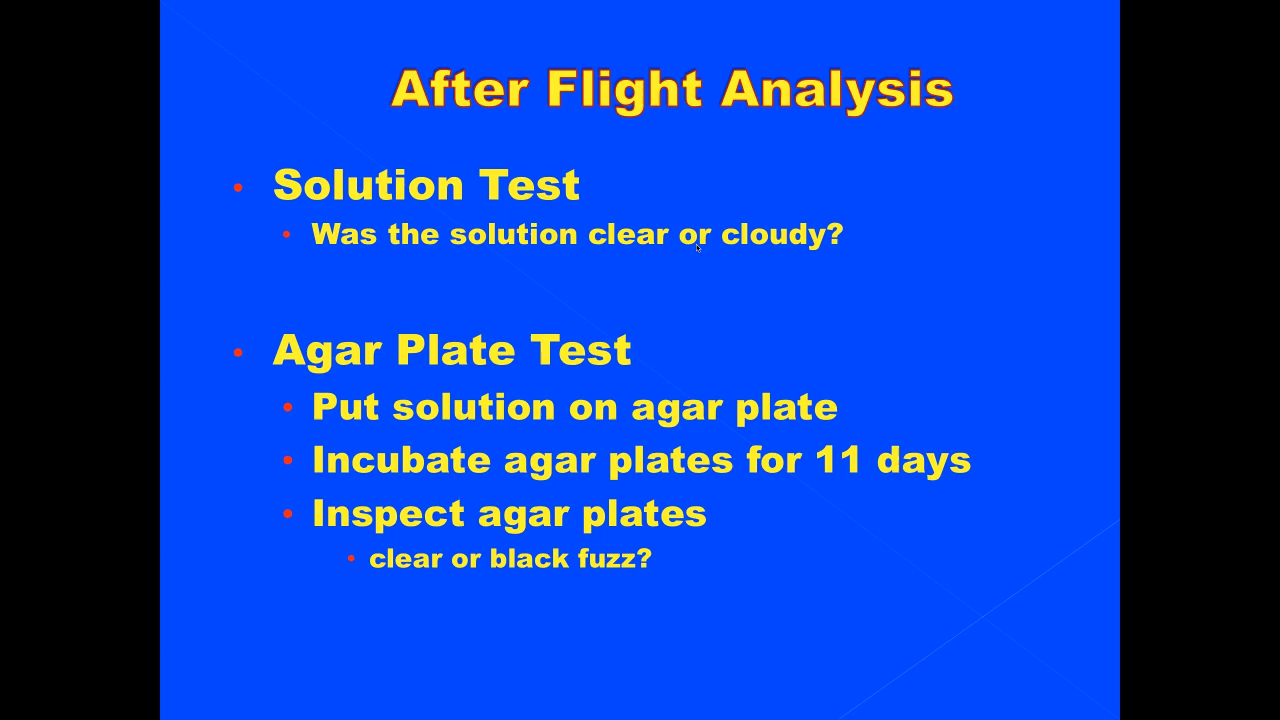 After Flight Analysis
• Solution Test
• Was the solution clear or cloudy?
• Agar Plate Test
• Put solution on agar plate
• Incubate agar plates for 11 days
• Inspect agar plates
• clear or black fuzz?